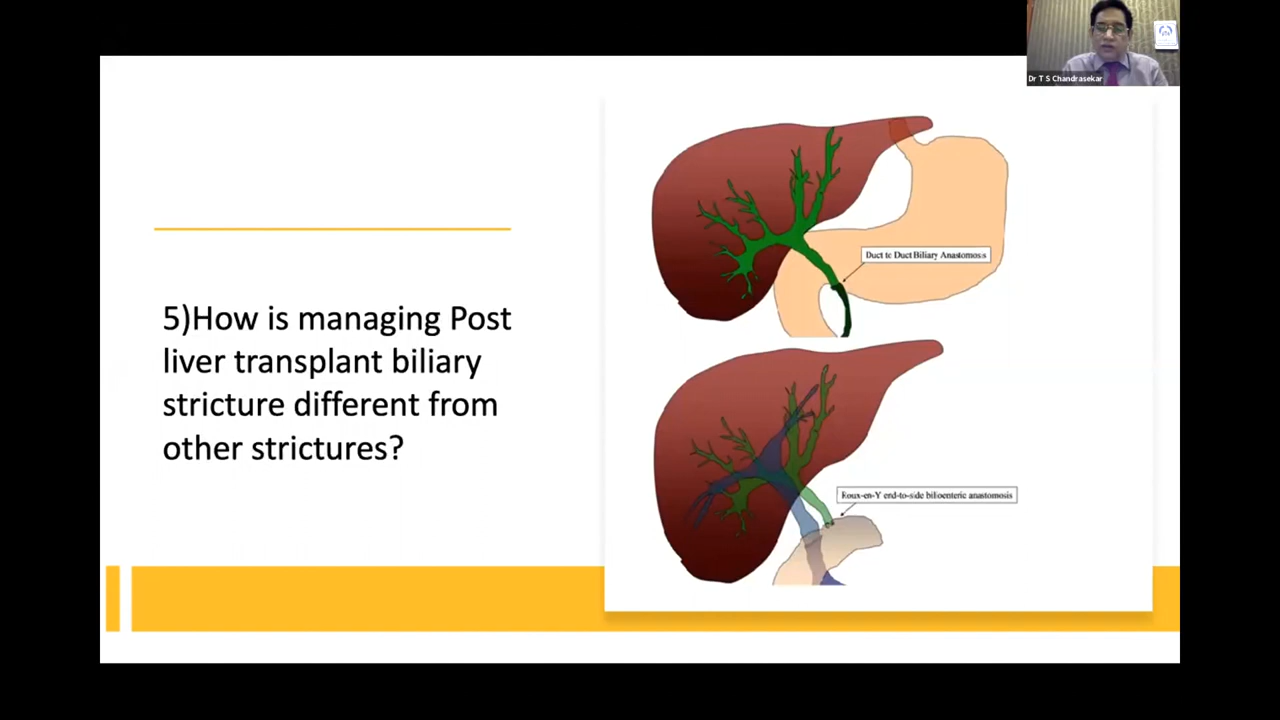 Dr T S Chandrasekar
5)How is managing Post
liver transplant biliary
stricture different from
other strictures?
Duct to Duct Biliary Anastomosis
Roux-en-Y end-to-side bilioenteric anastomosis